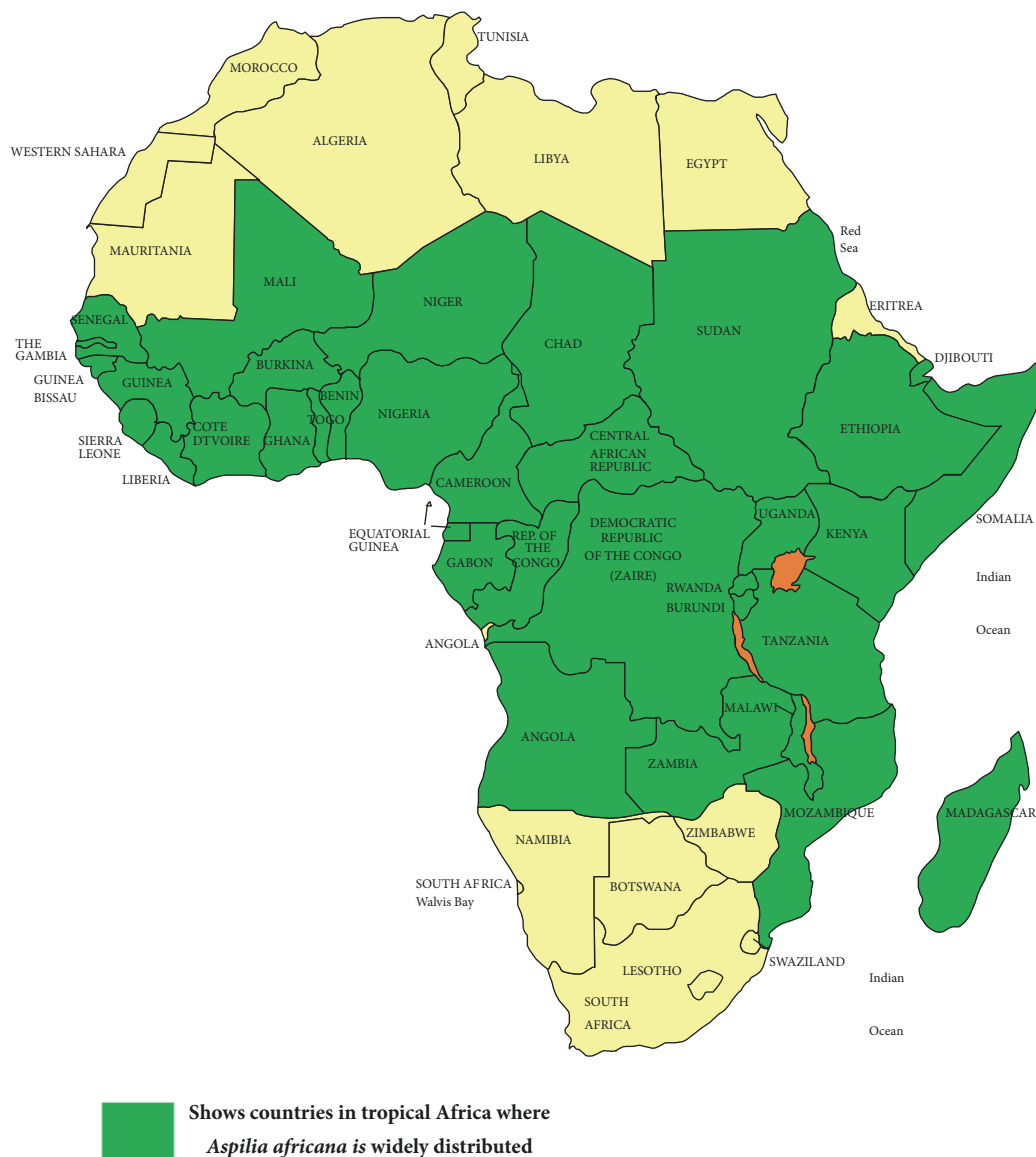 TUNISIA
MOROCCO
ALGERIA
WESTERN SAHARA
LIBYA
EGYPT
MAURITANIA
Red
Sea
MALI
NIGER
ERITREA
SENEGAL
SUDAN
THE
GAMBIA
CHAD
DJIBOUTI
BURKINA
GUINEA
BISSAU
GUINEA
BENIN
NIGERIA
TOGO
COTE
DTVOIRE
GHANA
ETHIOPIA
SIERRA
LEONE
CENTRAL
AFRICAN
REPUBLIC
LIBERIA
CAMEROON
UGANDA
SOMALIA
EQUATORIAL
GUINEA
REP. OF
THE
CONGO
DEMOCRATIC
REPUBLIC
OF THE CONGO
(ZAIRE)
KENYA
GABON
Indian
Ocean
RWANDA
BURUNDI
ANGOLA
TANZANIA
MALAWI
ANGOLA
ZAMBIA
MOZAMBIQUE
MADAGASCAR
NAMIBIA
ZIMBABWE
SOUTH AFRICA
Walvis Bay
BOTSWANA
SWAZILAND
LESOTHO
SOUTH
AFRICA
Indian
Ocean
Shows countries in tropical Africa where
Aspilia africana is widely distributed